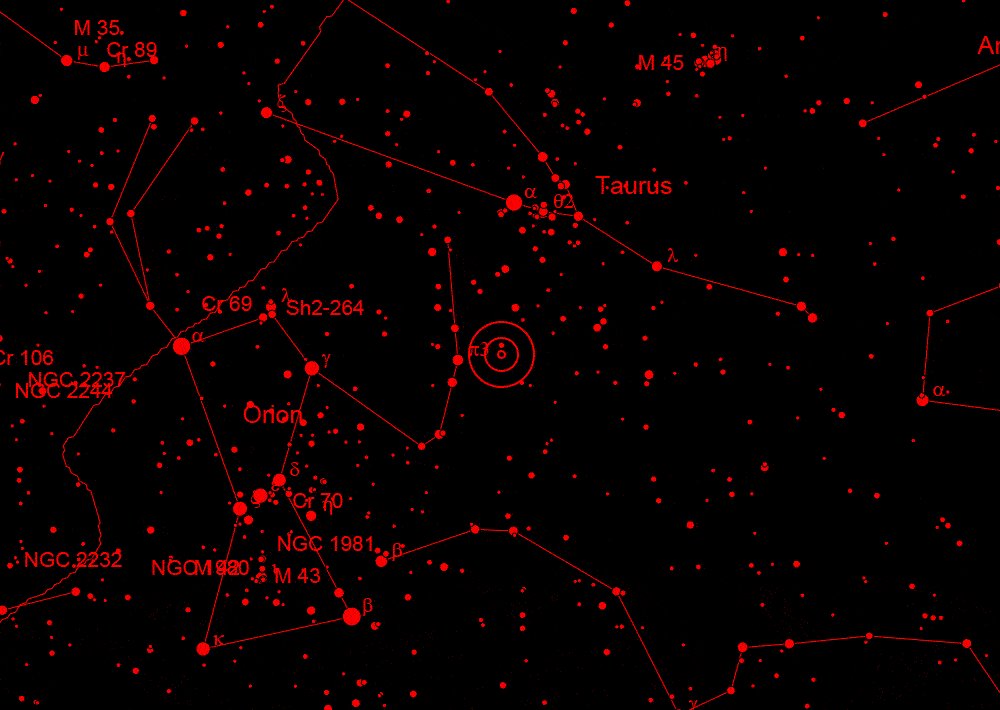 M 35
μ
Cr 89
η
M 45
η
Ar
ζ
Taurus
α
θ2
λ
Cr 69
λ
Sh2-264
α
γ
π3
Cr 106
NGC 2237
NGC 2244
α
Orion
δ
ε
ζ
Cr 70
η
NGC 1981
β
NGC 2232
M 43
β
κ
γ